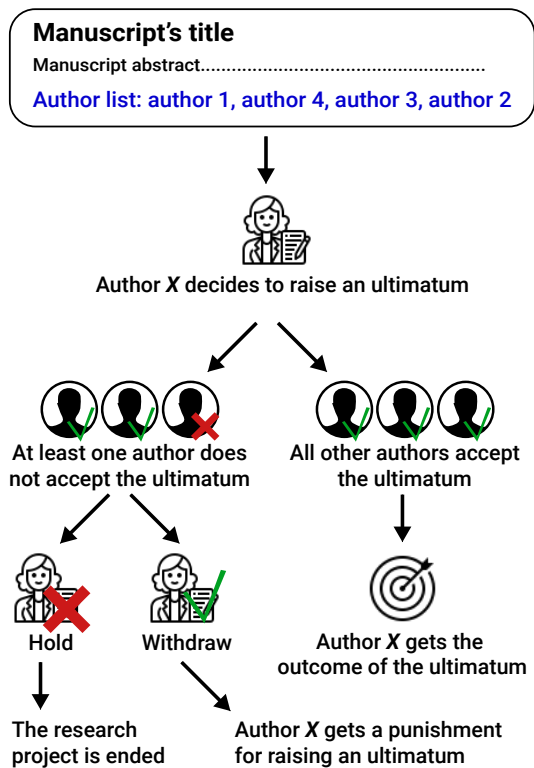 Manuscript's title
Manuscript abstract.......................................................
Author list: author 1, author 4, author 3, author 2
Author X decides to raise an ultimatum
At least one author does
not accept the ultimatum
All other authors accept
the ultimatum
Hold
Withdraw
Author X gets the
outcome of the ultimatum
The research
project is ended
Author X gets a punishment
for raising an ultimatum